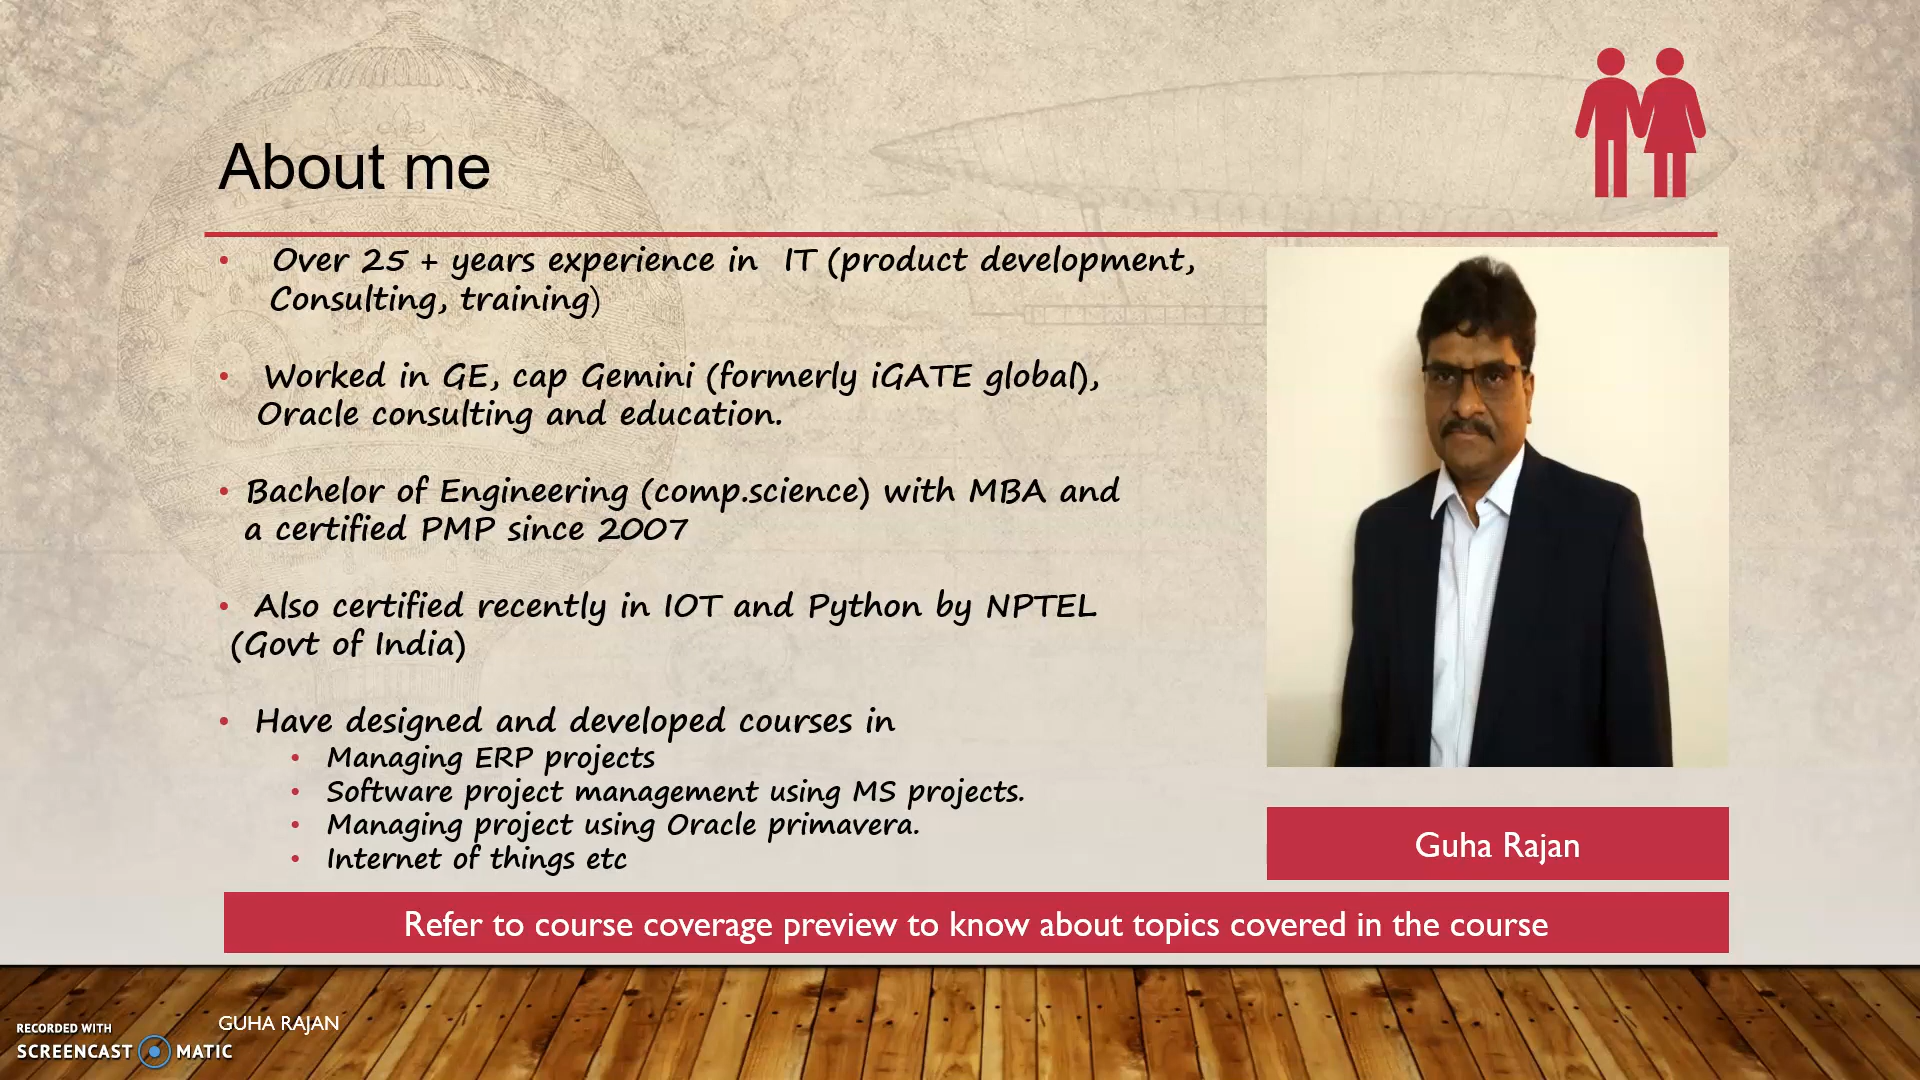 About me
• Over 25 + years experience in IT (product development,
Consulting, training)
• Worked in GE, cap Gemini (formerly iGATE global),
Oracle consulting and education.
• Bachelor of Engineering (comp.science) with MBA and
a certified PMP since 2007
• Also certified recently in IOT and Python by NPTEL
(Govt of India)
• Have designed and developed courses in
• Managing ERP projects
• Software project management using MS projects.
• Managing project using Oracle primavera.
• Internet of things etc
Guha Rajan
Refer to course coverage preview to know about topics covered in the course
GUHA RAJAN
RECORDED WITH
SCREENCAST MATIC